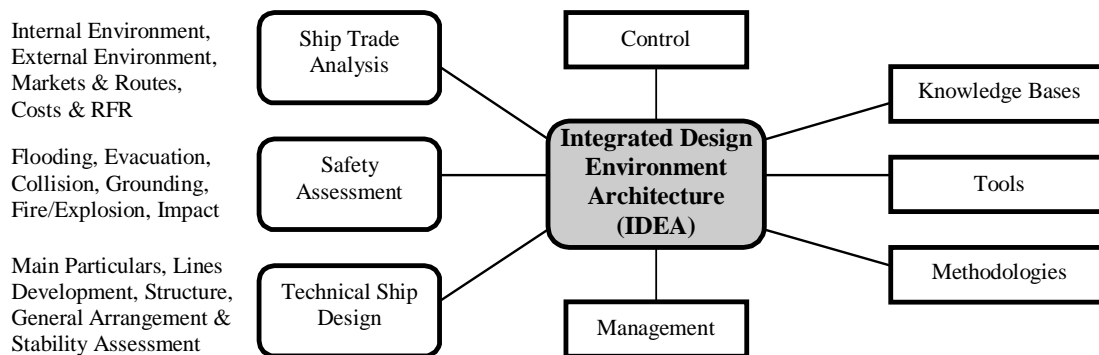 Internal Environment,
External Environment,
Markets & Routes,
Costs & RFR
Ship Trade
Analysis
Control
Knowledge Bases
Flooding, Evacuation,
Collision, Grounding,
Fire/Explosion, Impact
Safety
Assessment
Integrated Design
Environment
Architecture
(IDEA)
Tools
Main Particulars, Lines
Development, Structure,
General Arrangement &
Stability Assessment
Technical Ship
Design
Management
Methodologies